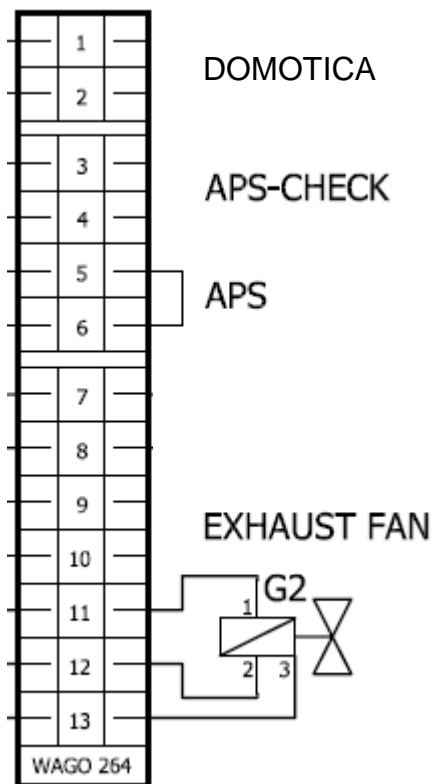 1
DOMOTICA
2
3
APS-CHECK
4
5
APS
6
7
8
9
EXHAUST FAN
10
G2
11
1
12
2 3
13
WAGO 264